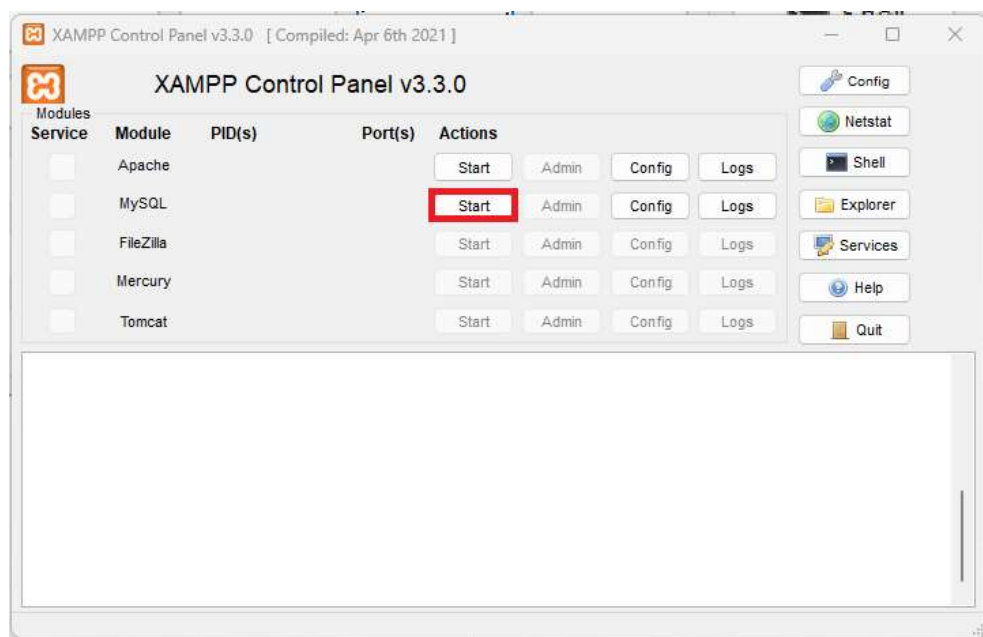 XAMPP Control Panel v3.3.0 [ Compiled: Apr 6th 2021 ]
XAMPP Control Panel v3.3.0
Config
Modules
Service Module PID(s) Port(s) Actions
Netstat
Apache Start Admin Config Logs
Shell
MySQL Start Admin Config Logs
Explorer
FileZilla Start Admin Config Logs
Services
Mercury Start Admin Config Logs
Help
Tomcat Start Admin Config Logs
Quit